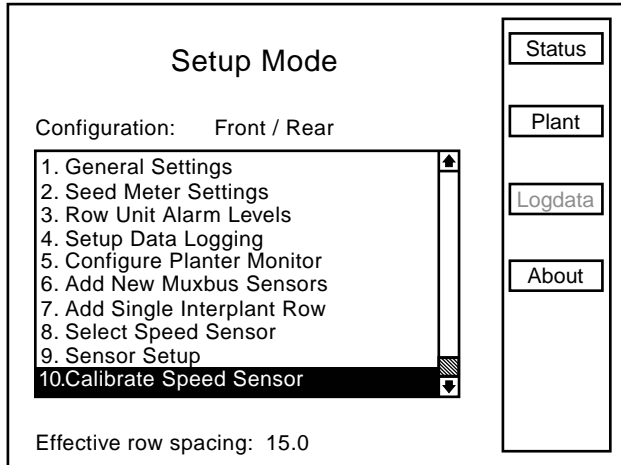 Setup Mode
Configuration: Front / Rear
1. General Settings
2. Seed Meter Settings
3. Row Unit Alarm Levels
4. Setup Data Logging
5. Configure Planter Monitor
6. Add New Muxbus Sensors
7. Add Single Interplant Row
8. Select Speed Sensor
9. Sensor Setup
10.Calibrate Speed Sensor
Effective row spacing: 15.0
Status
Plant
Logdata
About